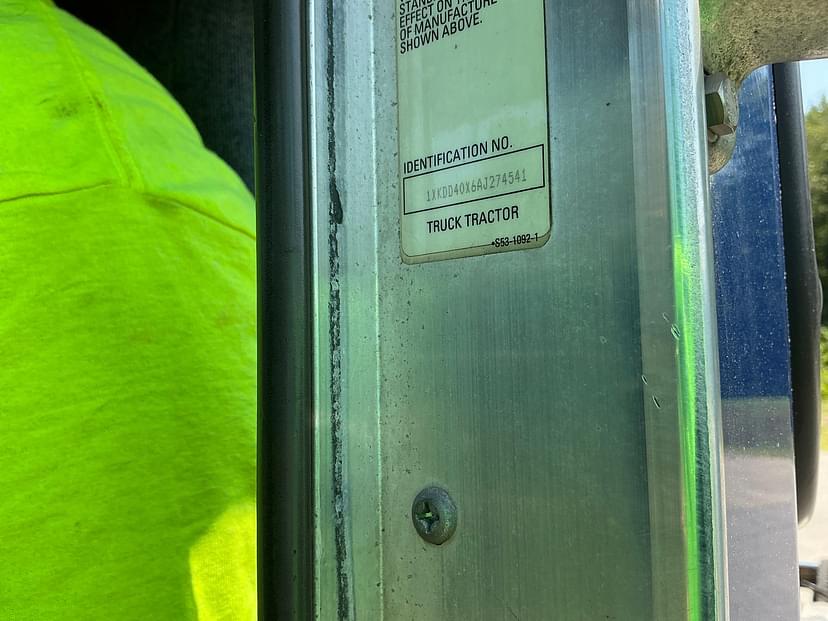 EFFECT ON
OF MANUFACTURE
SHOWN ABOVE.
IDENTIFICATION NO.
1XKDD40X6AJ274541
TRUCK TRACTOR
•S53-1092-1